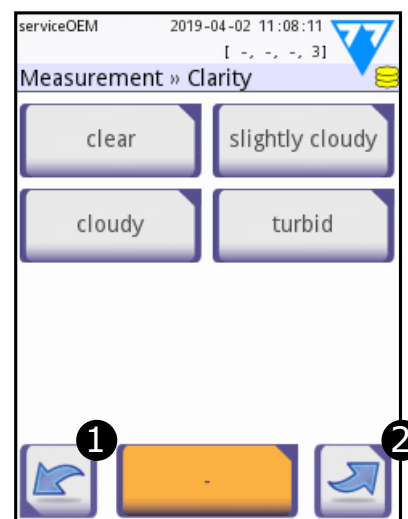 serviceOEM 2019-04-02 11:08:11
[ -, -, -, 3]
Measurement » Clarity
clear slightly cloudy
cloudy turbid
1 2
-